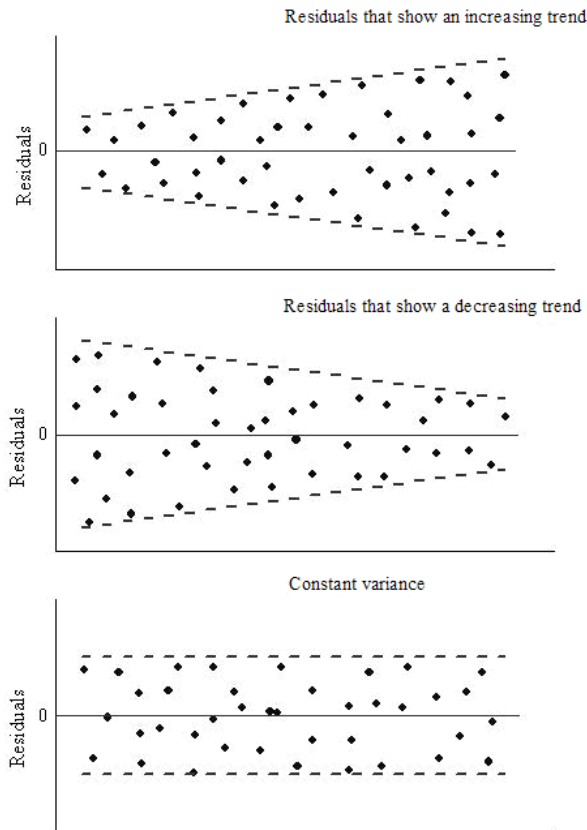 Residuals that show an increasing trend
Residuals
0
Residuals that show a decreasing trend
Residuals
0
Constant variance
Residuals
0